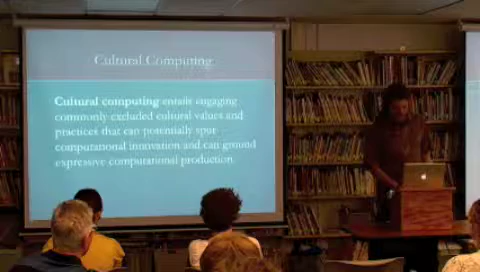 Cultural Computing
Cultural computing entails engaging
commonly excluded cultural values and
practices that can potentially spur
computational innovation and can ground
expressive computational production.